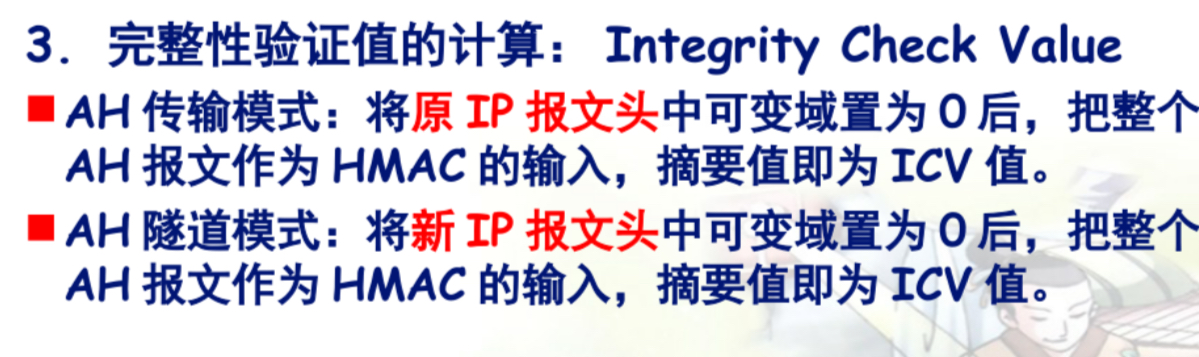 3. 完整性验证值的计算： Integrity Check Value
■ AH 传输模式：将原 IP 报文头中可变域置为 0 后，把整个
AH 报文作为 HMAC 的输入，摘要值即为 ICV 值。
■ AH 隧道模式：将新 IP 报文头中可变域置为 0 后，把整个
AH 报文作为 HMAC 的输入，摘要值即为 ICV 值。